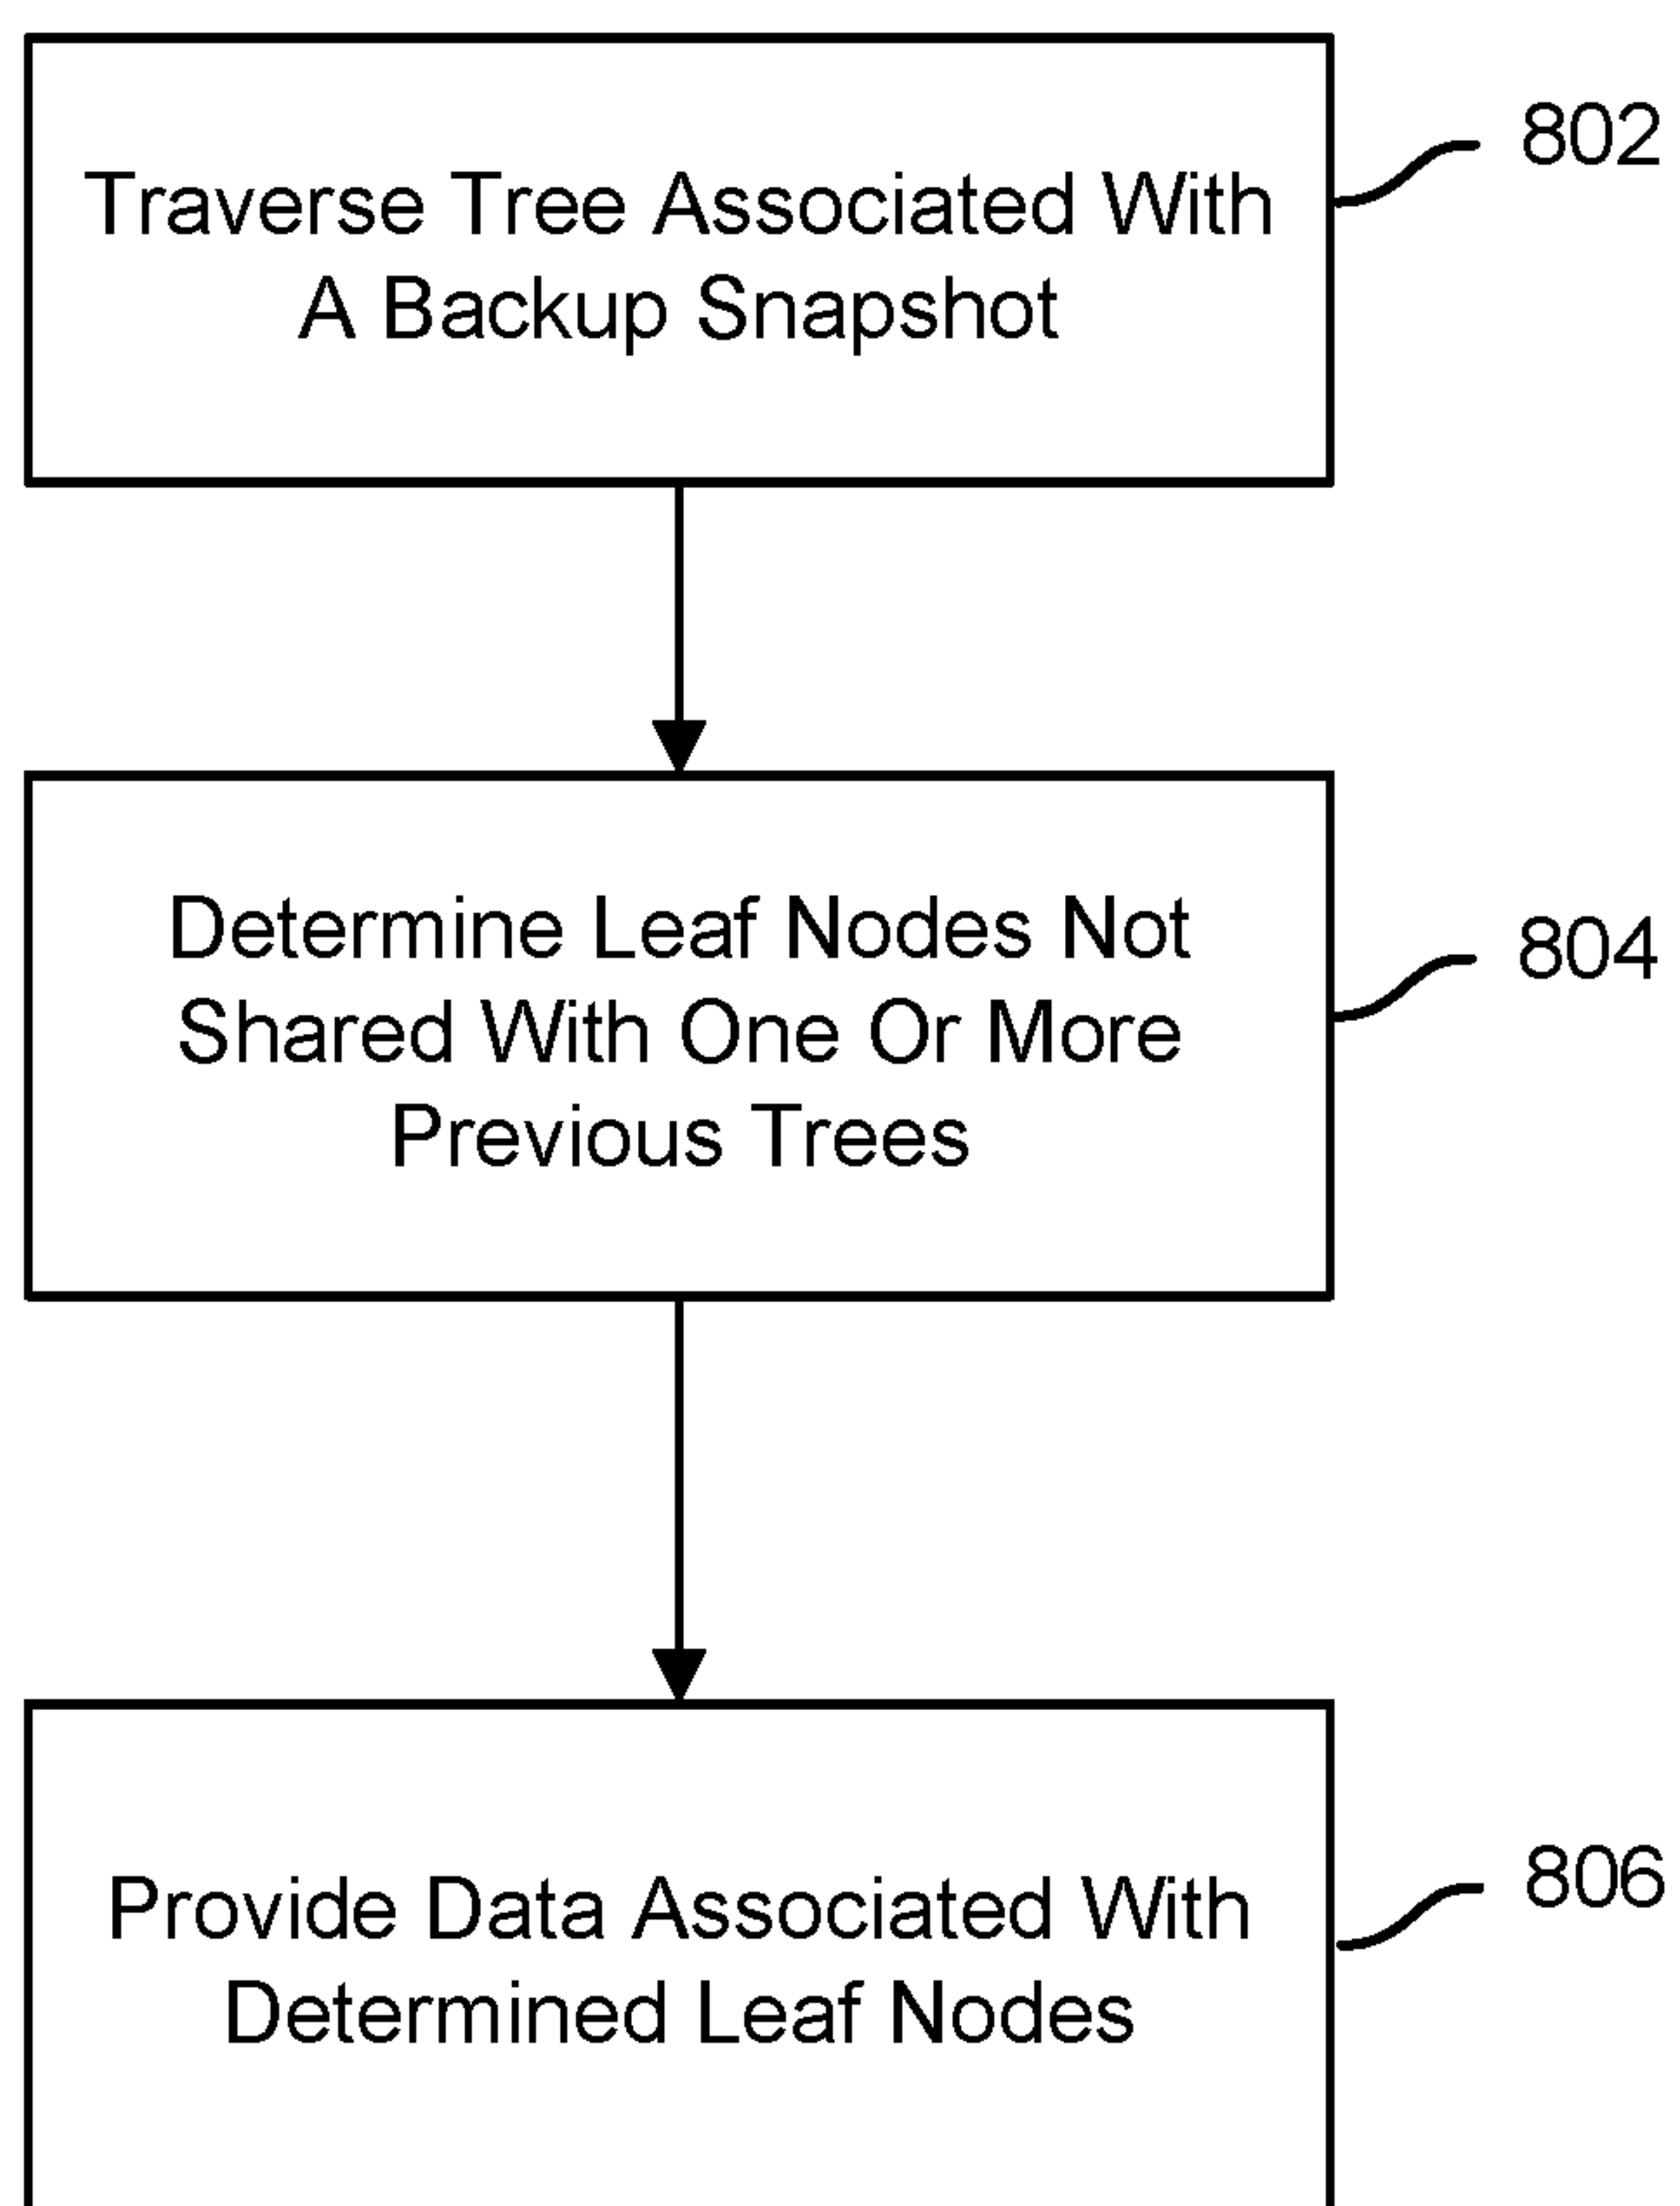 Traverse Tree Associated With
A Backup Snapshot
802
Determine Leaf Nodes Not
Shared With One Or More
Previous Trees
804
Provide Data Associated With
Determined Leaf Nodes
806